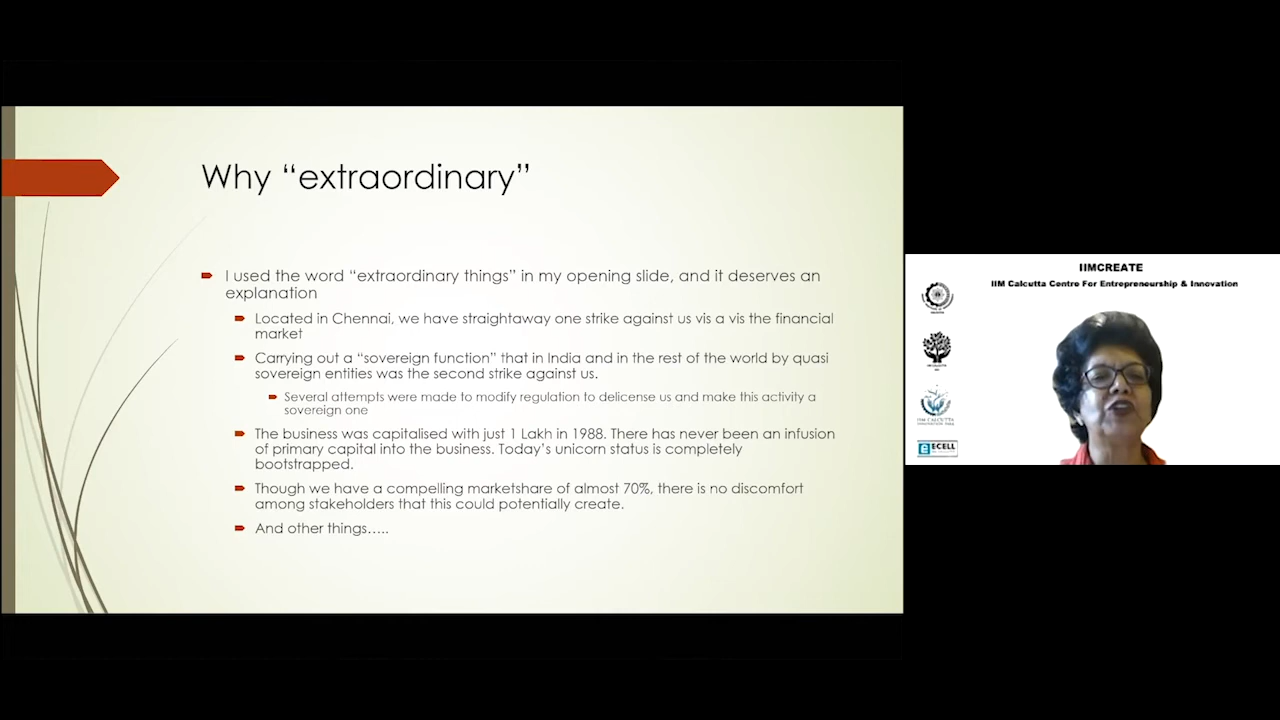 Why “extraordinary”
I used the word “extraordinary things” in my opening slide, and it deserves an
explanation
Located in Chennai, we have straightaway one strike against us vis a vis the financial
market
Carrying out a “sovereign function” that in India and in the rest of the world by quasi
sovereign entities was the second strike against us.
Several attempts were made to modify regulation to delicense us and make this activity a
sovereign one
The business was capitalised with just 1 Lakh in 1988. There has never been an infusion
of primary capital into the business. Today’s unicorn status is completely
bootstrapped.
Though we have a compelling marketshare of almost 70%, there is no discomfort
among stakeholders that this could potentially create.
And other things…..
IIMCREATE
IIM Calcutta Centre For Entrepreneurship & Innovation
ECELL